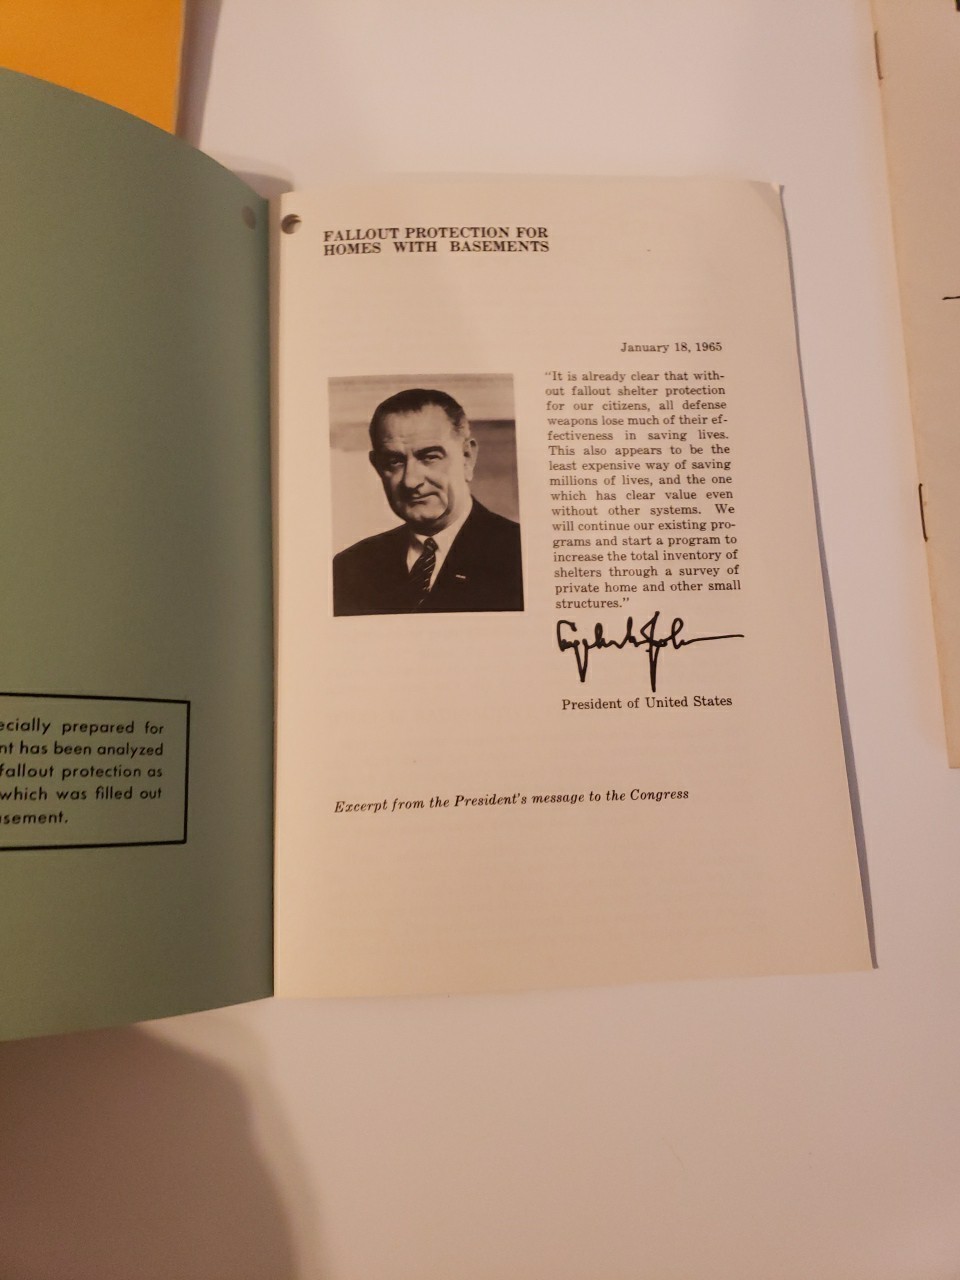 ecially prepared for
nt has been analyzed
fallout protection as
which was filled out
sement.
FALLOUT PROTECTION FOR
HOMES WITH BASEMENTS
January 18, 1965
"It is already clear that with-
out fallout shelter protection
for our citizens, all defense
weapons lose much of their ef-
fectiveness in saving lives.
This also appears to be the
least expensive way of saving
millions of lives, and the one
which has clear value even
without other systems. We
will continue our existing pro-
grams and start a program to
increase the total inventory of
shelters through a survey of
private home and other small
structures."
President of United States
Excerpt from the President's message to the Congress